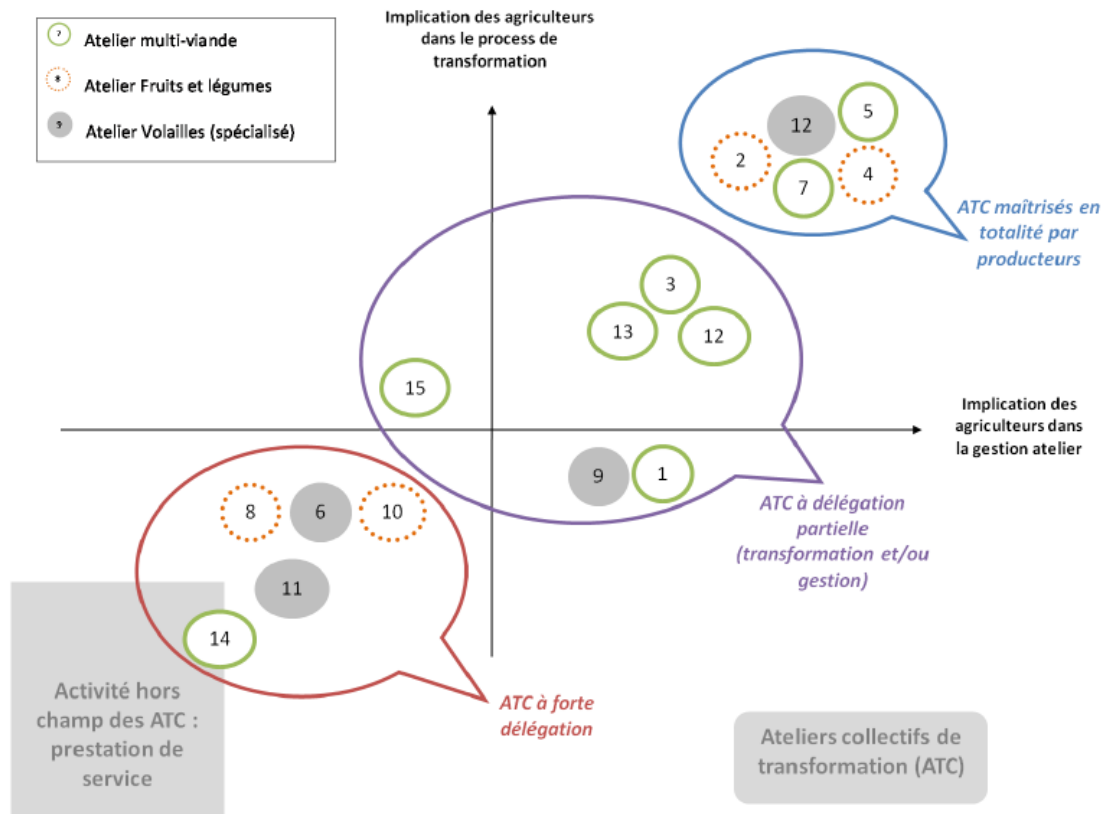 Implication des agriculteurs
dans le process de
transformation
7 Atelier multi-viande
8 Atelier Fruits et légumes
9 Atelier Volailles (spécialisé)
5
12
2
4
7
ATC maîtrisés en
totalité par
producteurs
3
13
12
15
Implication des
agriculteurs dans
la gestion atelier
9
1
ATC à délégation
partielle
(transformation et/ou
gestion)
8
6
10
11
14
Activité hors
champ des ATC :
prestation de
service
ATC à forte
délégation
Ateliers collectifs de
transformation (ATC)